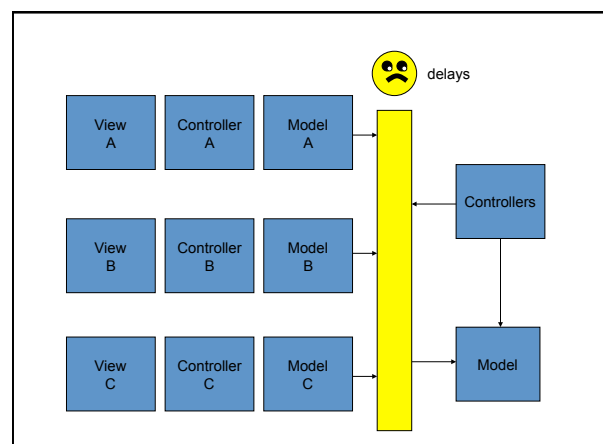 delays
View
A
Controller
A
Model
A
Controllers
View
B
Controller
B
Model
B
View
C
Controller
C
Model
C
Model